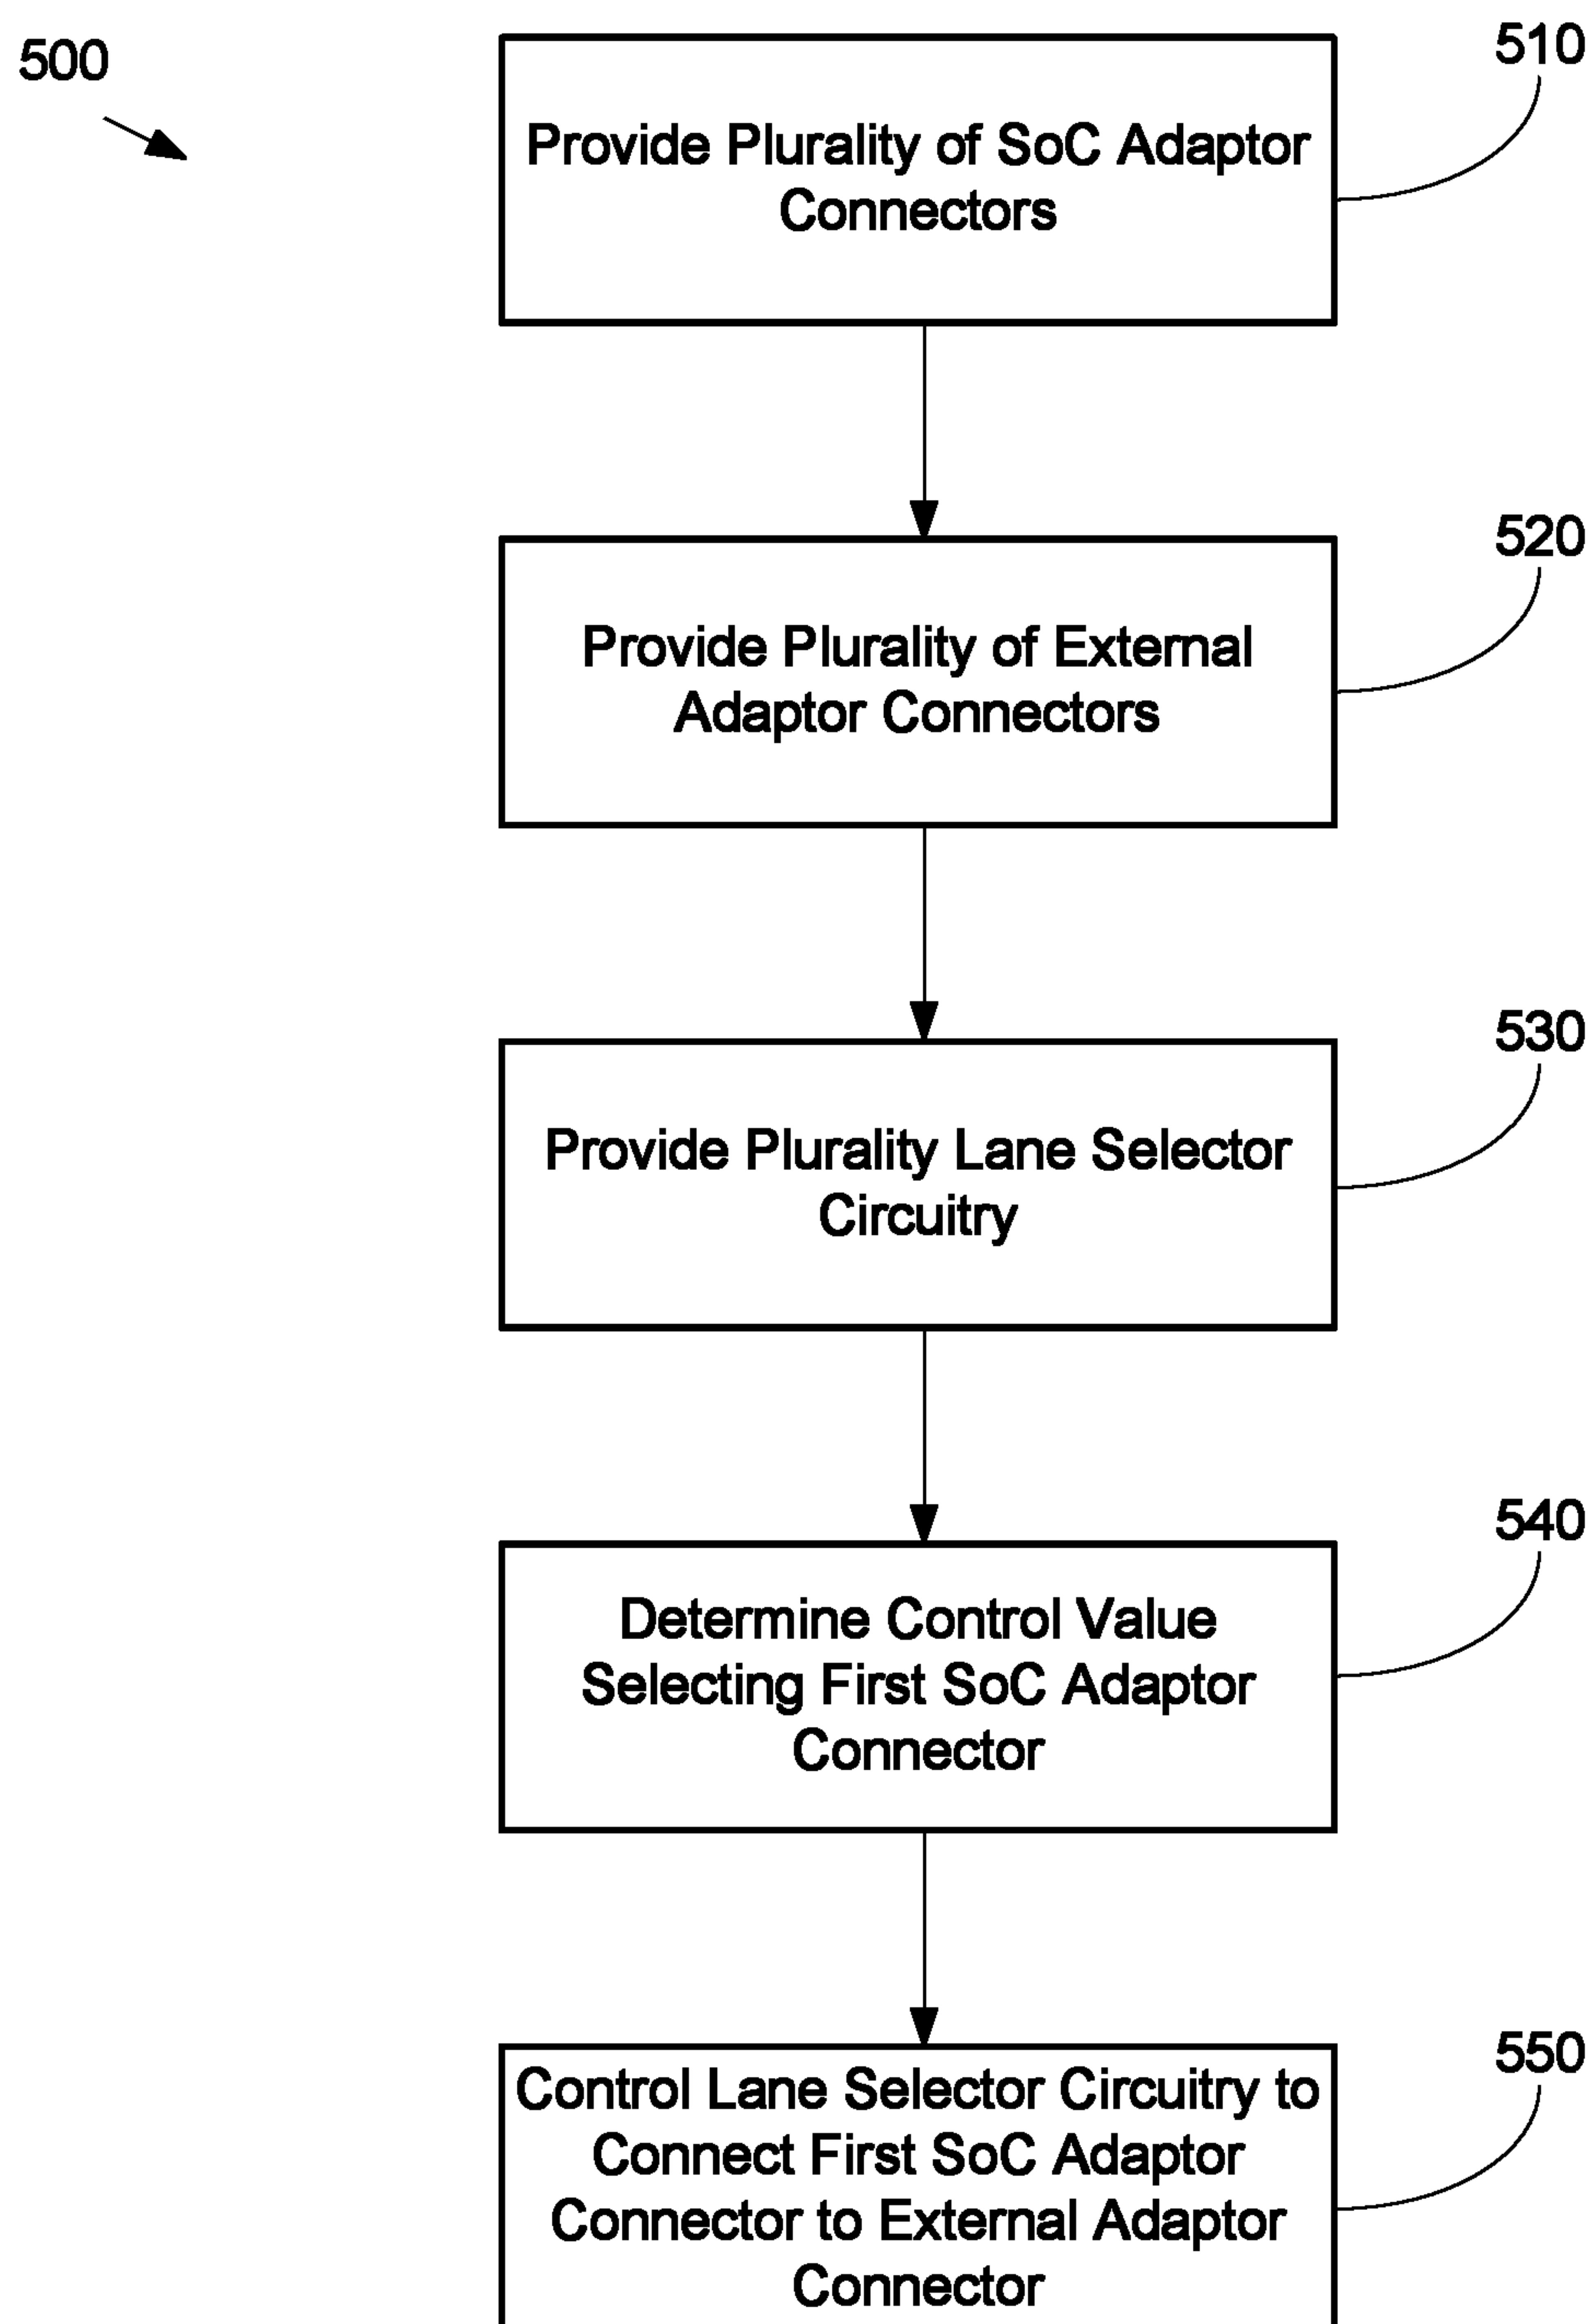 500
510
Provide Plurality of SoC Adaptor
Connectors
520
Provide Plurality of External
Adaptor Connectors
530
Provide Plurality Lane Selector
Circuitry
540
Determine Control Value
Selecting First SoC Adaptor
Connector
550
Control Lane Selector Circuitry to
Connect First SoC Adaptor
Connector to External Adaptor
Connector